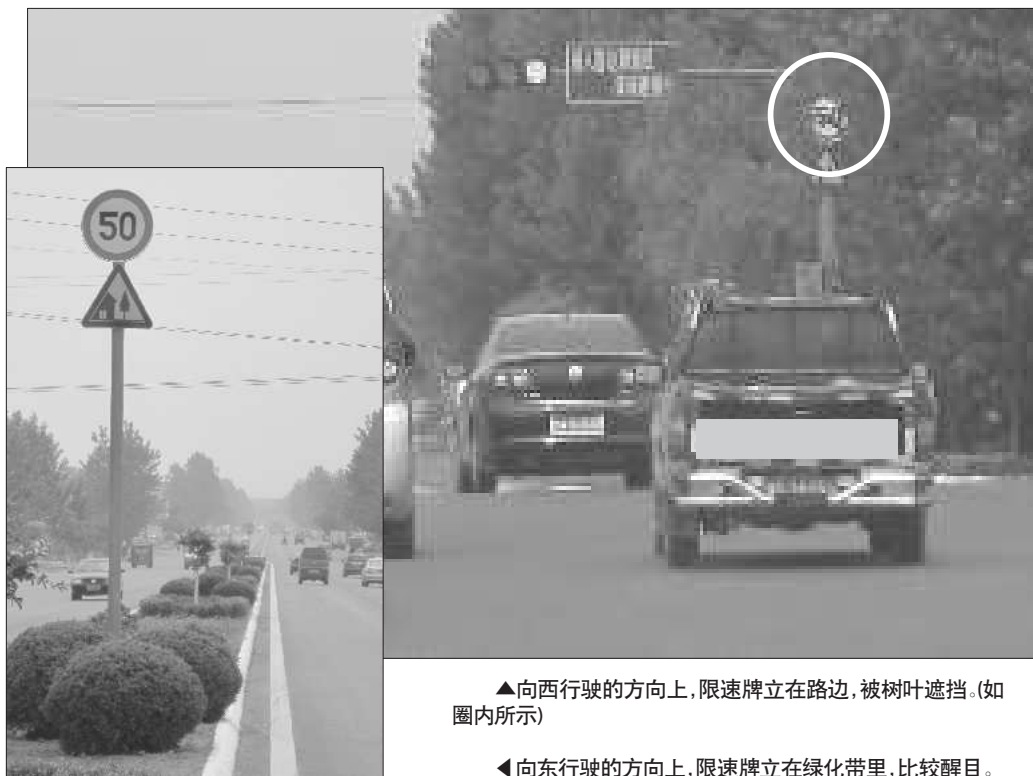 50
▲向西行驶的方向上,限速牌立在路边,被树叶遮挡。(如
圈内所示)
◀向东行驶的方向上,限速牌立在绿化带里,比较醒目。